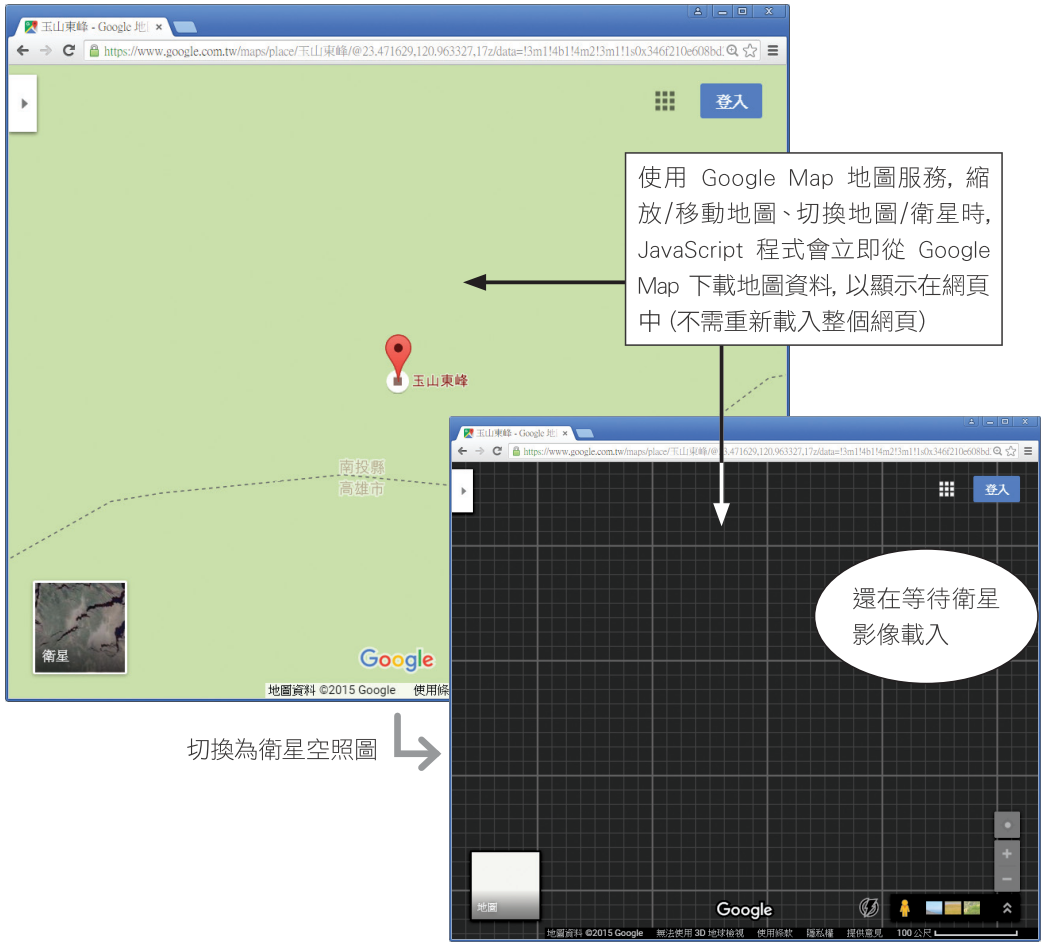 玉山東峰 - Google 地
https://www.google.com.tw/maps/place/玉山東峰/@23.471629,120.963327,17z/data=!3m1!4b1!4m2!3m1!1s0x346f210e608bd
登入
使用 Google Map 地圖服務, 縮
放/移動地圖、切換地圖/衛星時,
JavaScript 程式會立即從 Google
Map 下載地圖資料, 以顯示在網頁
中 (不需重新載入整個網頁)
玉山東峰
南投縣
高雄市
衛星
Google
地圖資料 ©2015 Google 使用條
切換為衛星空照圖
玉山東峰 - Google 地
https://www.google.com.tw/maps/place/玉山東峰/@23.471629,120.963327,17z/data=!3m1!4b1!4m2!3m1!1s0x346f210e608bd
登入
還在等待衛星
影像載入
地圖
Google
地圖資料 ©2015 Google 無法使用 3D 地球檢視 使用條款 隱私權 提供意見 100 公尺